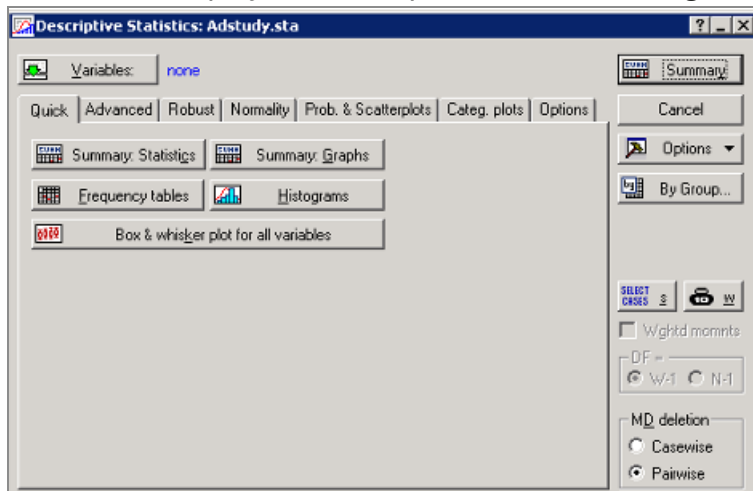 Descriptive Statistics: Adstudy.sta
Variables: none
Quick Advanced Robust Normality Prob. & Scatterplots Categ. plots Options
Summary: Statistics Summary: Graphs
Frequency tables Histograms
Box & whisker plot for all variables
Summary
Cancel
Options
By Group...
SELECT CASES S W
Wghtd momnts
DF =
W-1 N-1
MD deletion
Casewise
Pairwise